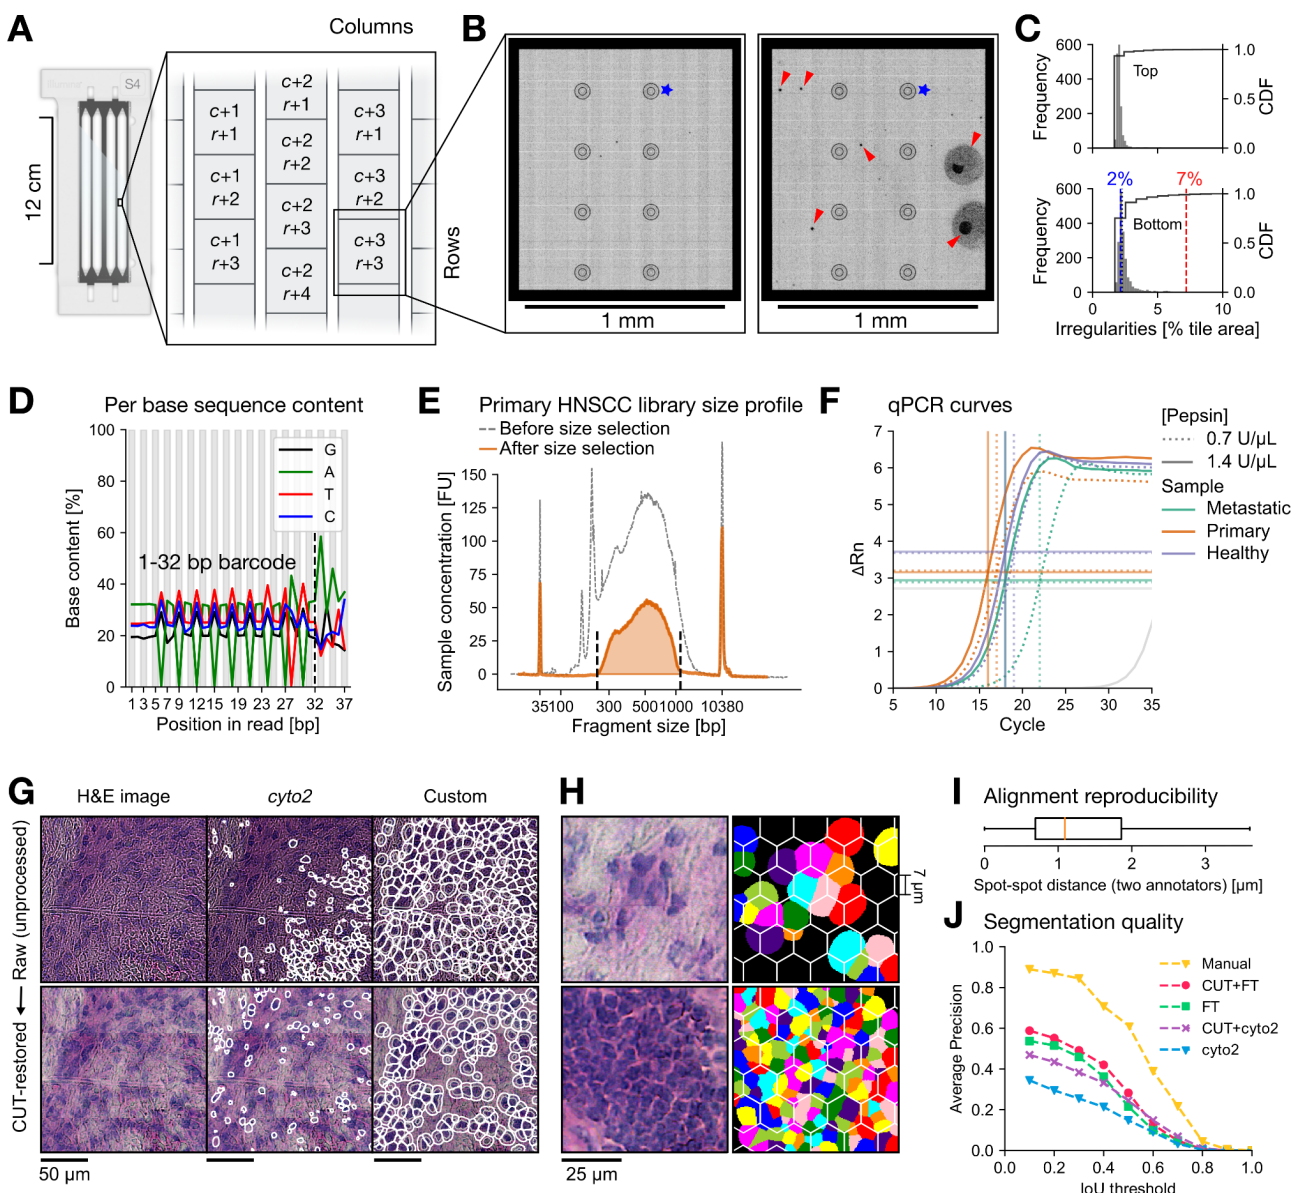 A
Columns
S4
12 cm
c+1
r+1
c+1
r+2
c+1
r+3
c+2
r+1
c+2
r+2
c+2
r+3
c+2
r+4
c+3
r+1
c+3
r+2
c+3
r+3
Rows
B
1 mm
1 mm
C
Frequency
600
400
200
0
Top
1.0
0.5
0.0
CDF
2%
7%
Frequency
600
400
200
0
Bottom
1.0
0.5
0.0
CDF
0
5
10
Irregularities [% tile area]
D
Per base sequence content
Base content [%]
100
80
60
40
20
0
G
A
T
C
1-32 bp barcode
1 3 5 7 9 12 15 19 23 27 32 37
Position in read [bp]
E
Primary HNSCC library size profile
Before size selection
After size selection
Sample concentration [FU]
150
125
100
75
50
25
0
35 100 300 500 1000 10380
Fragment size [bp]
F
qPCR curves
ΔRn
7
6
5
4
3
2
1
0
5 10 15 20 25 30 35
Cycle
[Pepsin]
0.7 U/µL
1.4 U/µL
Sample
Metastatic
Primary
Healthy
G
H&E image
cyto2
Custom
Raw (unprocessed)
CUT-restored
50 µm
H
7 µm
25 µm
I
Alignment reproducibility
0 1 2 3
Spot-spot distance (two annotators) [µm]
J
Segmentation quality
Average Precision
1.0
0.8
0.6
0.4
0.2
0.0
Manual
CUT+FT
FT
CUT+cyto2
cyto2
0.0 0.2 0.4 0.6 0.8 1.0
IoU threshold